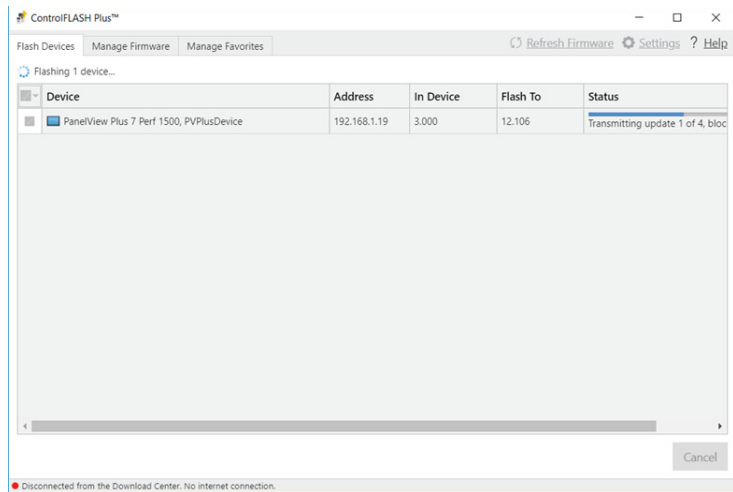 ControlFLASH Plus™
Flash Devices Manage Firmware Manage Favorites Refresh Firmware Settings ? Help
Flashing 1 device...
Device Address In Device Flash To Status
PanelView Plus 7 Perf 1500, PVPlusDevice 192.168.1.19 3.000 12.106 Transmitting update 1 of 4, bloc
Cancel
Disconnected from the Download Center. No internet connection.